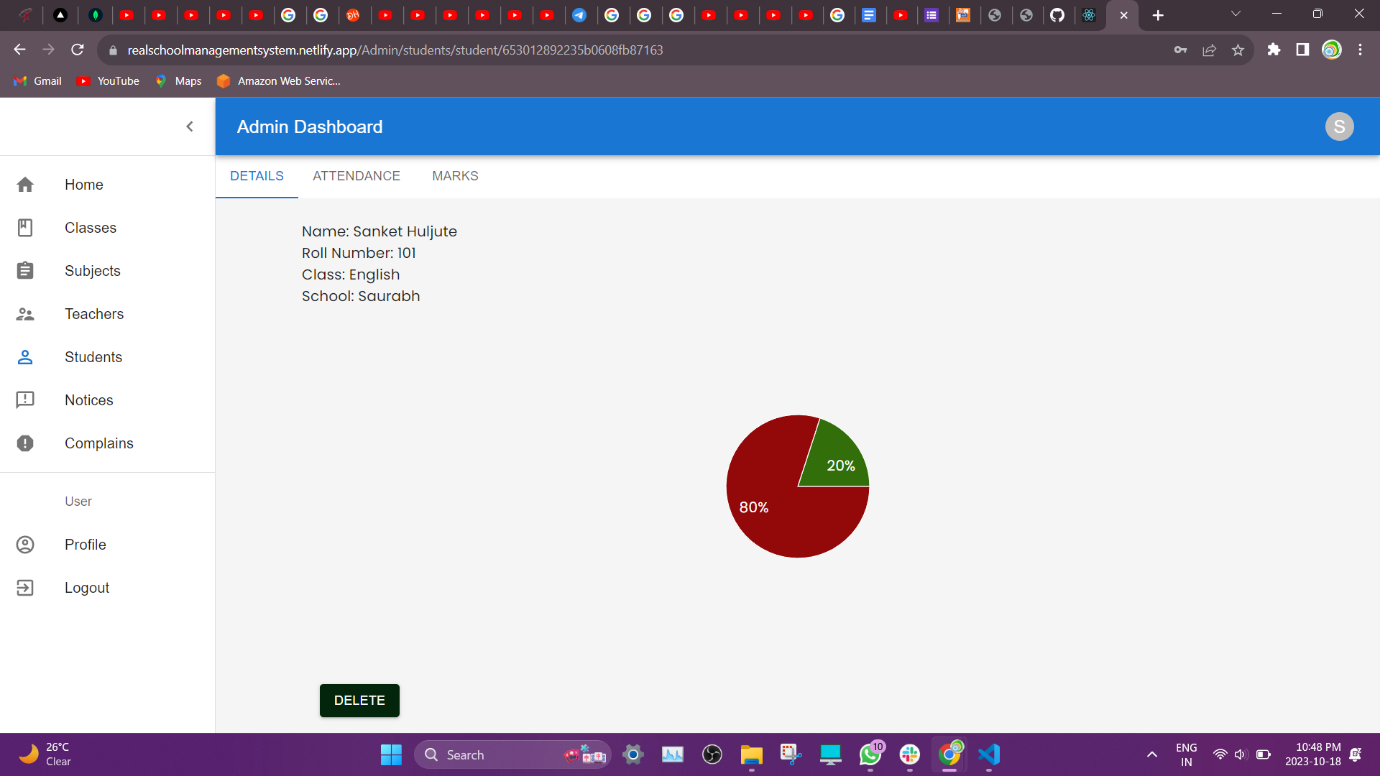 realschoolmanagementsystem.netlify.app/Admin/students/student/653012892235b0608fb87163
Gmail
YouTube
Maps
Amazon Web Servic...
Admin Dashboard
S
DETAILS
ATTENDANCE
MARKS
Home
Classes
Subjects
Teachers
Students
Notices
Complains
User
Profile
Logout
Name: Sanket Huljute
Roll Number: 101
Class: English
School: Saurabh
20%
80%
DELETE
26°C
Clear
Search
10
ENG
IN
10:48 PM
2023-10-18